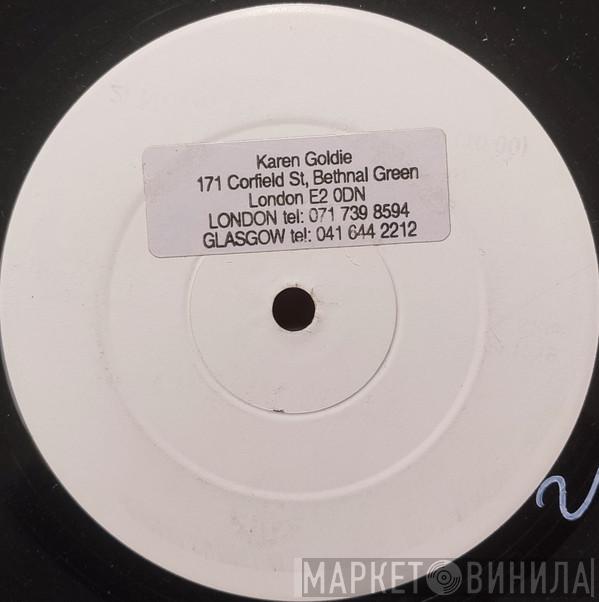 Karen Goldie
171 Corfield St, Bethnal Green
London E2 0DN
LONDON tel: 071 739 8594
GLASGOW tel: 041 644 2212
МАРКЕТ ВИНИЛА